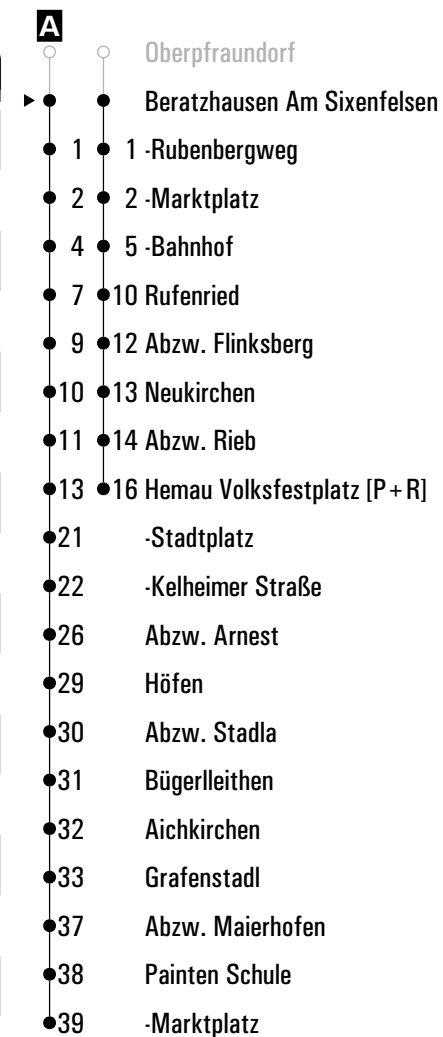 A
Oberpfraundorf
Beratzhausen Am Sixenfelsen
1 1 -Rubenbergweg
2 2 -Marktplatz
4 5 -Bahnhof
7 10 Rufenried
9 12 Abzw. Flinksberg
10 13 Neukirchen
11 14 Abzw. Rieb
13 16 Hemau Volksfestplatz [P+R]
21 -Stadtplatz
22 -Kelheimer Straße
26 Abzw. Arnest
29 Höfen
30 Abzw. Stadla
31 Bügerlleithen
32 Aichkirchen
33 Grafenstadl
37 Abzw. Maierhofen
38 Painten Schule
39 -Marktplatz